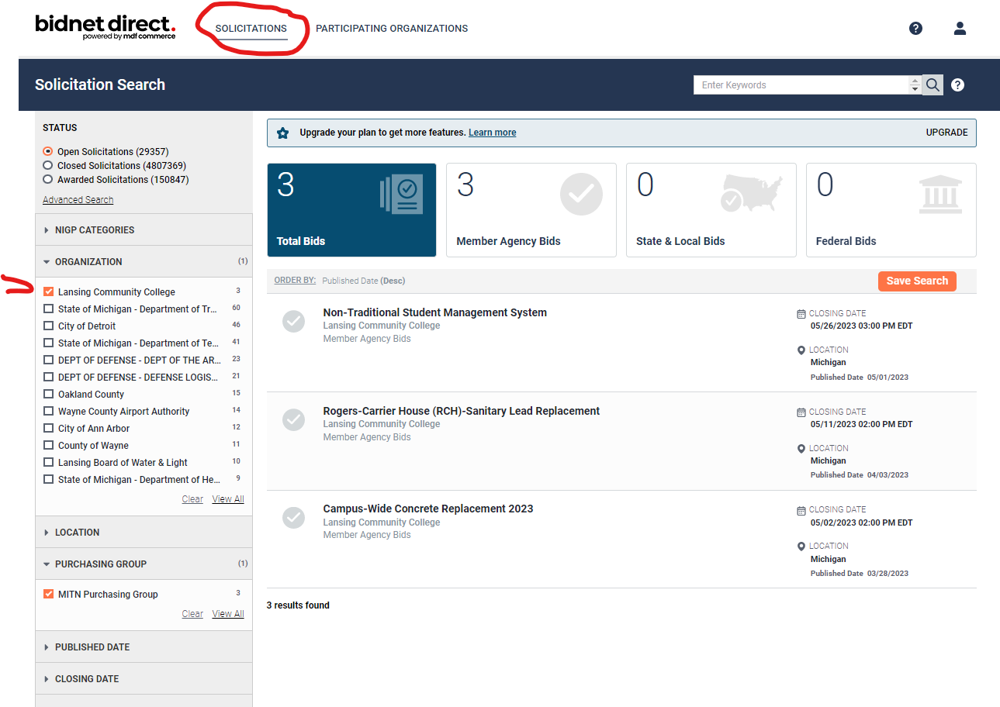 bidnet direct.
powered by mdf commerce
SOLICITATIONS
PARTICIPATING ORGANIZATIONS
Solicitation Search
Enter Keywords
STATUS
Open Solicitations (29357)
Closed Solicitations (4807369)
Awarded Solicitations (150847)
Advanced Search
NIGP CATEGORIES
ORGANIZATION (1)
Lansing Community College 3
State of Michigan - Department of Tr... 60
City of Detroit 46
State of Michigan - Department of Te... 41
DEPT OF DEFENSE - DEPT OF THE AR... 23
DEPT OF DEFENSE - DEFENSE LOGIS... 21
Oakland County 15
Wayne County Airport Authority 14
City of Ann Arbor 12
County of Wayne 11
Lansing Board of Water & Light 10
State of Michigan - Department of He... 9
Clear View All
LOCATION
PURCHASING GROUP (1)
MITN Purchasing Group 3
Clear View All
PUBLISHED DATE
CLOSING DATE
Upgrade your plan to get more features. Learn more
UPGRADE
3
Total Bids
3
Member Agency Bids
0
State & Local Bids
0
Federal Bids
ORDER BY: Published Date (Desc)
Save Search
Non-Traditional Student Management System
Lansing Community College
Member Agency Bids
CLOSING DATE
05/26/2023 03:00 PM EDT
LOCATION
Michigan
Published Date 05/01/2023
Rogers-Carrier House (RCH)-Sanitary Lead Replacement
Lansing Community College
Member Agency Bids
CLOSING DATE
05/11/2023 02:00 PM EDT
LOCATION
Michigan
Published Date 04/03/2023
Campus-Wide Concrete Replacement 2023
Lansing Community College
Member Agency Bids
CLOSING DATE
05/02/2023 02:00 PM EDT
LOCATION
Michigan
Published Date 03/28/2023
3 results found